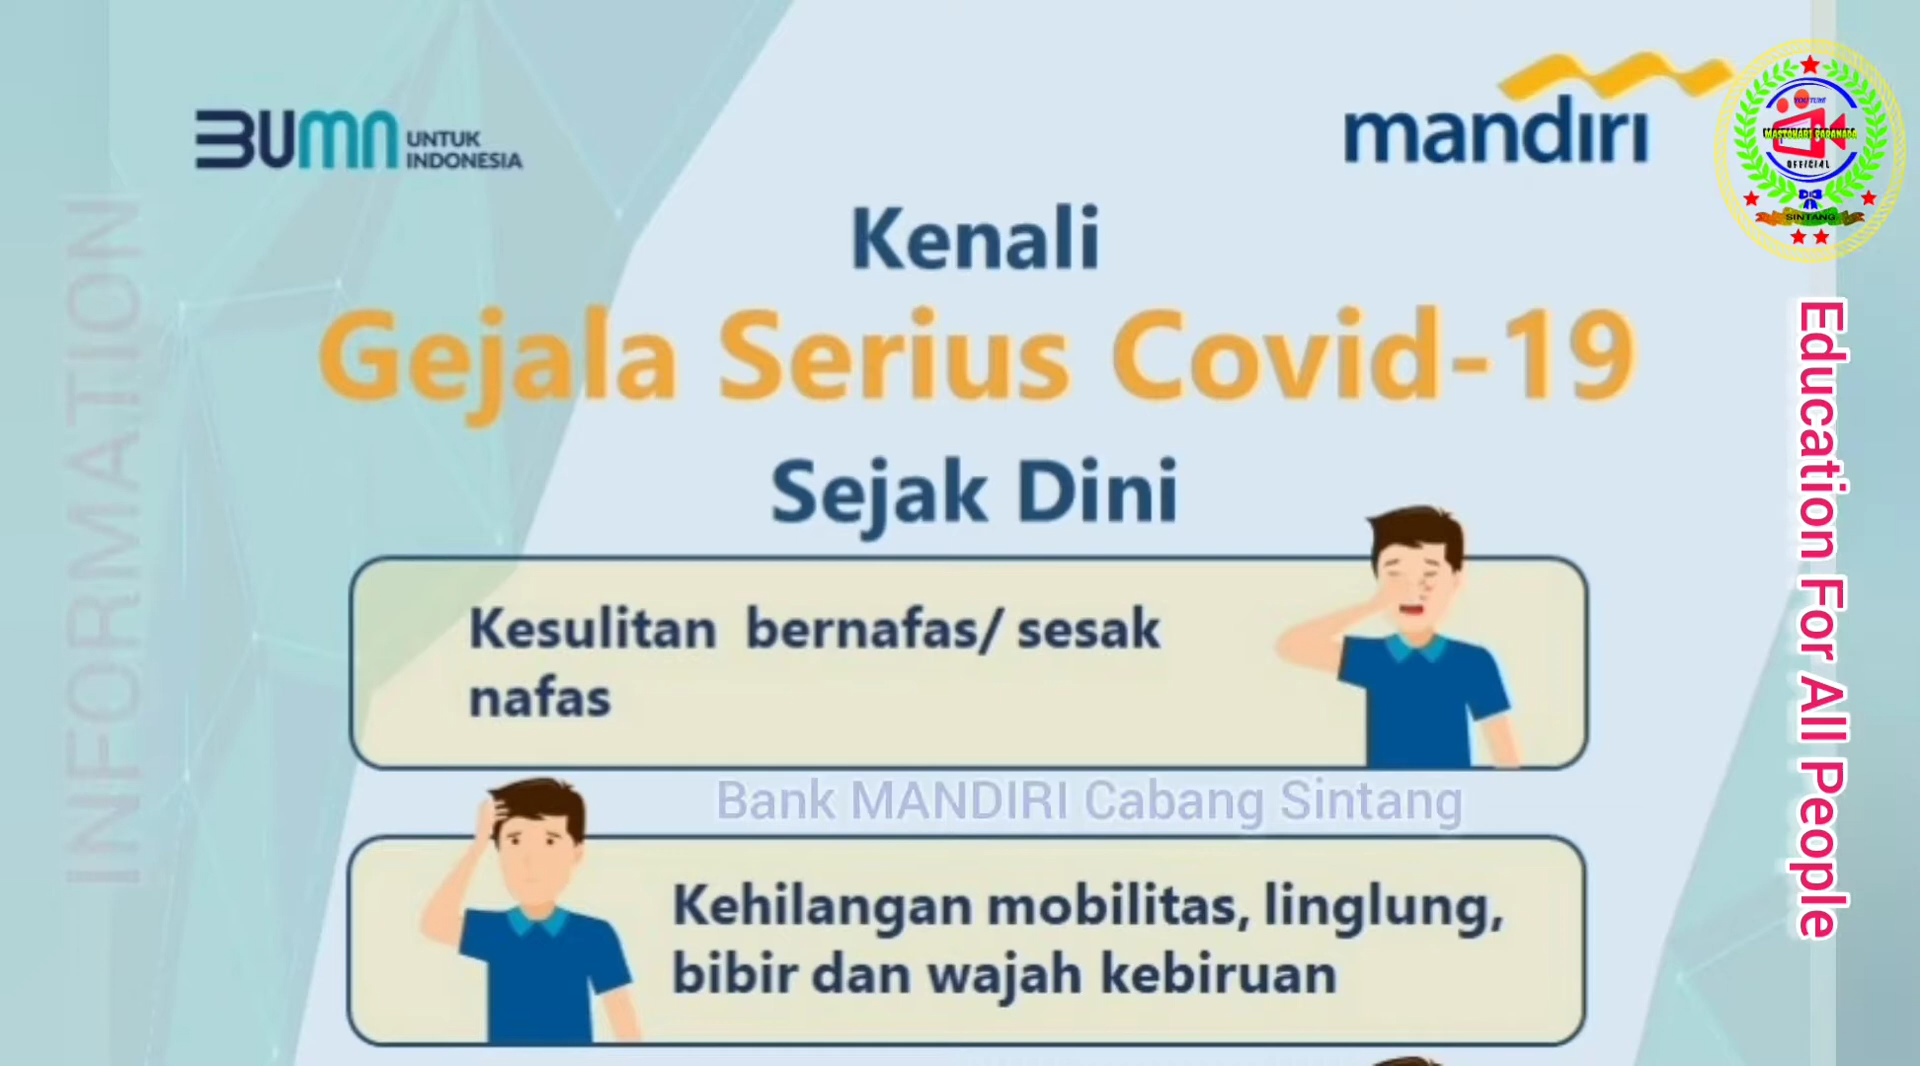 BUMN UNTUK
INDONESIA
mandiri
YOUTUBE
OFFICIAL
SINTANG
Kenali
Gejala Serius Covid-19
Sejak Dini
Kesulitan bernafas/ sesak
nafas
Bank MANDIRI Cabang Sintang
Kehilangan mobilitas, linglung,
bibir dan wajah kebiruan
INFORMATION
Education For All People